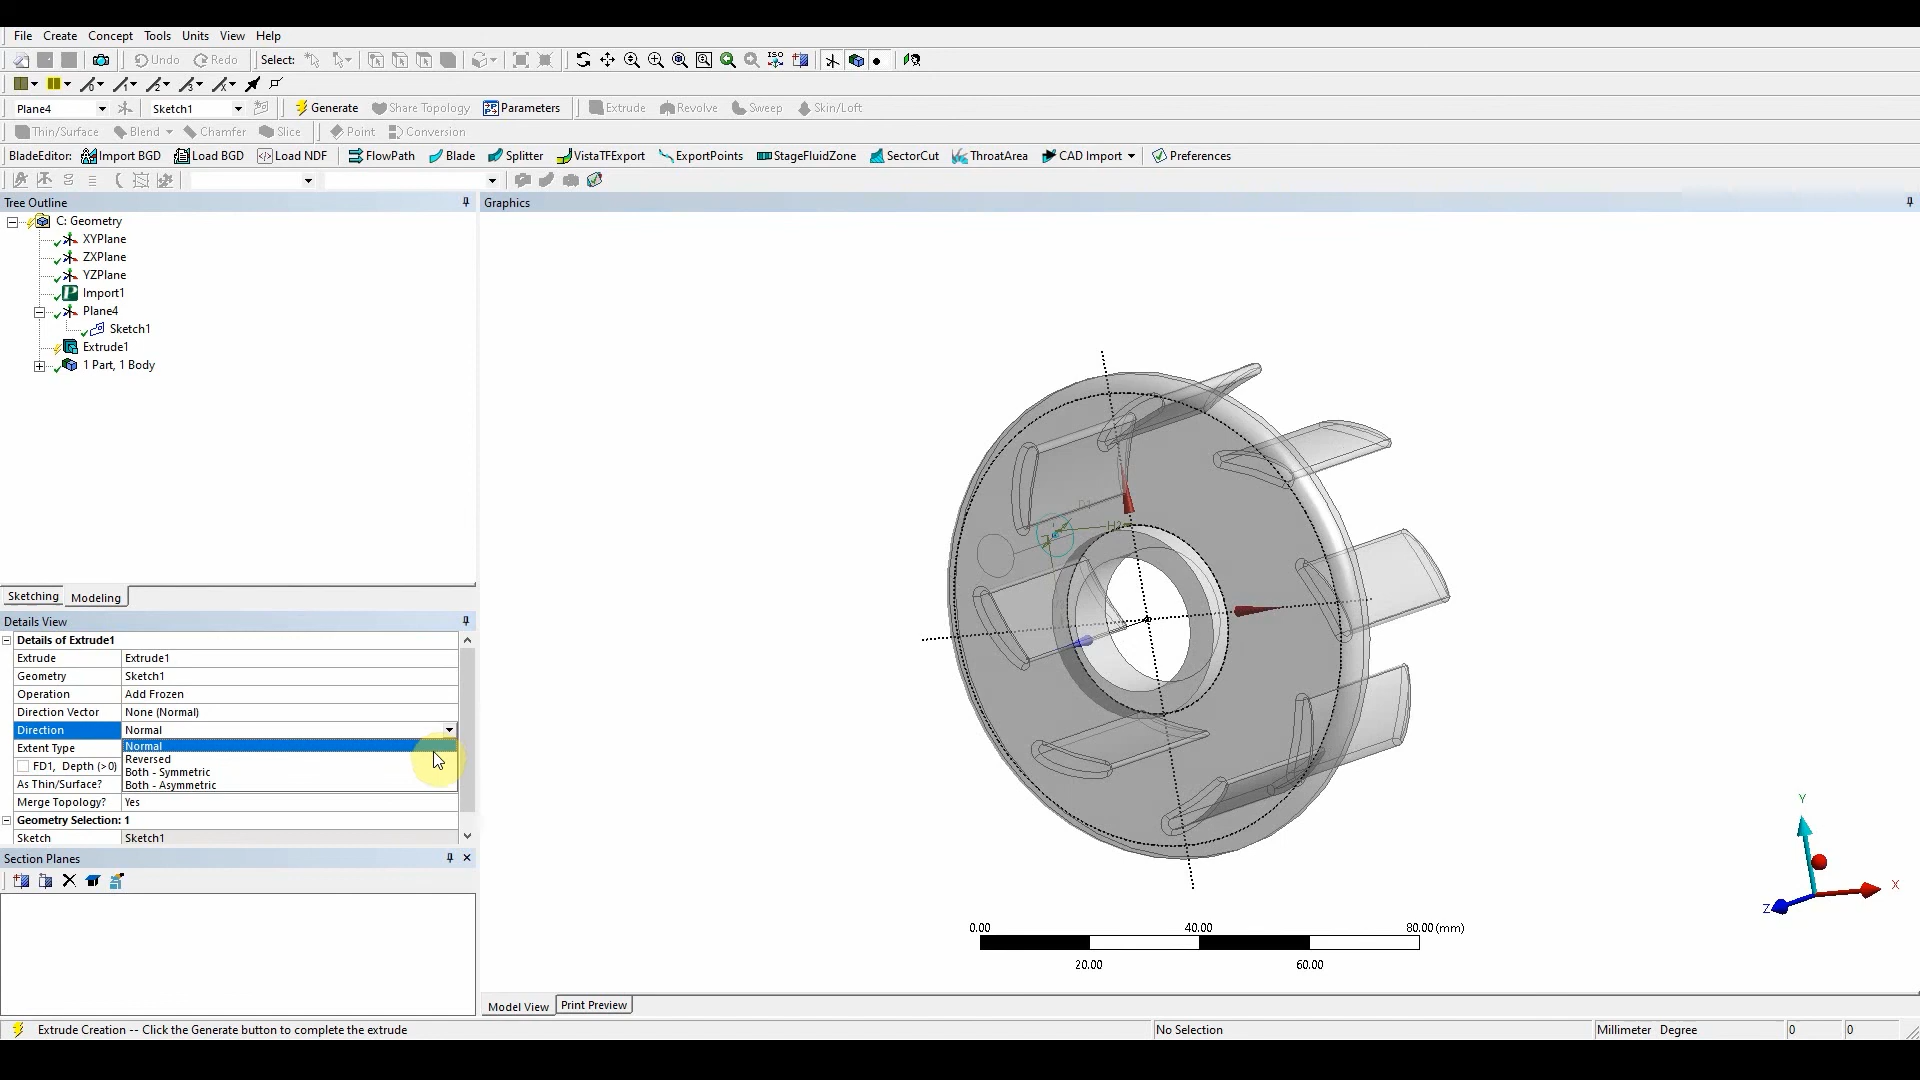 File Create Concept Tools Units View Help
Undo Redo Select: ISO
Plane4 Sketch1 Generate Share Topology Parameters Extrude Revolve Sweep Skin/Loft
Thin/Surface Blend Chamfer Slice Point Conversion
BladeEditor: Import BGD Load BGD Load NDF FlowPath Blade Splitter VistaTFExport ExportPoints StageFluidZone SectorCut ThroatArea CAD Import Preferences
Tree Outline
Graphics
C: Geometry
XYPlane
ZXPlane
YZPlane
Import1
Plane4
Sketch1
Extrude1
1 Part, 1 Body
Sketching Modeling
Details View
Details of Extrude1
Extrude Extrude1
Geometry Sketch1
Operation Add Frozen
Direction Vector None (Normal)
Direction Normal
Extent Type
FD1, Depth (>0)
As Thin/Surface?
Normal
Reversed
Both - Symmetric
Both - Asymmetric
Merge Topology? Yes
Geometry Selection: 1
Sketch Sketch1
Section Planes
H2
Y
X
Z
0.00 40.00 80.00 (mm)
20.00 60.00
Model View Print Preview
Extrude Creation -- Click the Generate button to complete the extrude
No Selection
Millimeter Degree 0 0